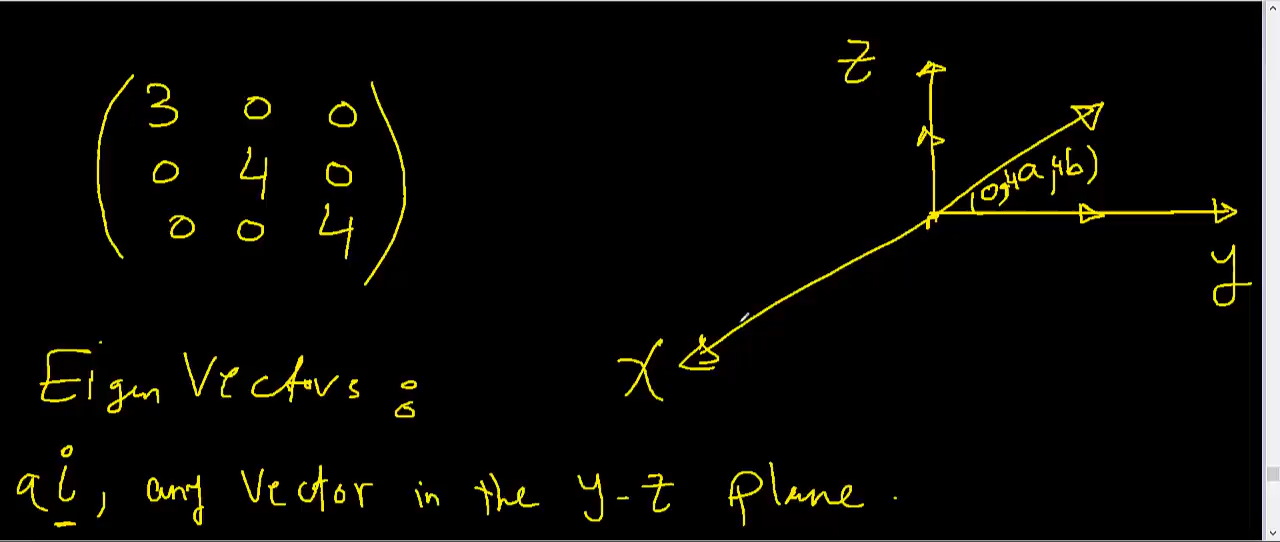 3 0 0
0 4 0
0 0 4
z
(0,4a,4b)
y
x
Eigen Vectors :
a i, any vector in the y-z plane.